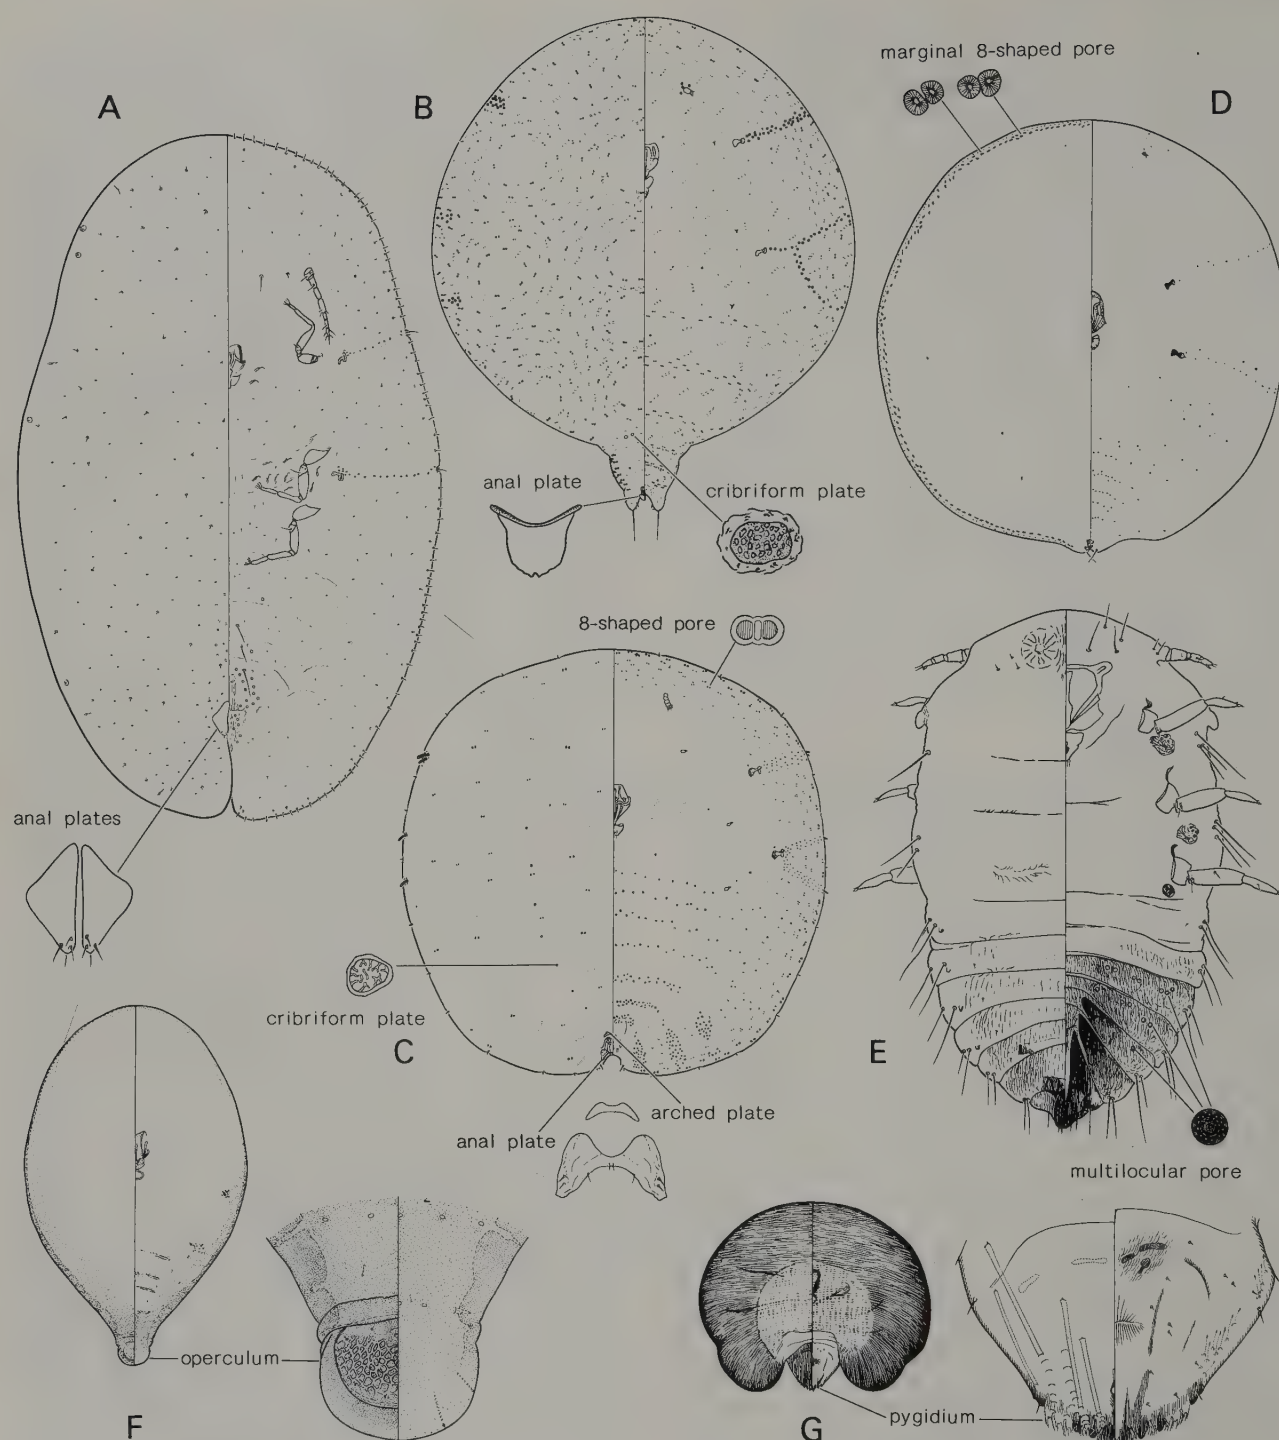 A
B
marginal 8-shaped pore
D
anal plate
cribriform plate
8-shaped pore
anal plates
cribriform plate
C
E
arched plate
anal plate
multilocular pore
operculum
pygidium
F
G